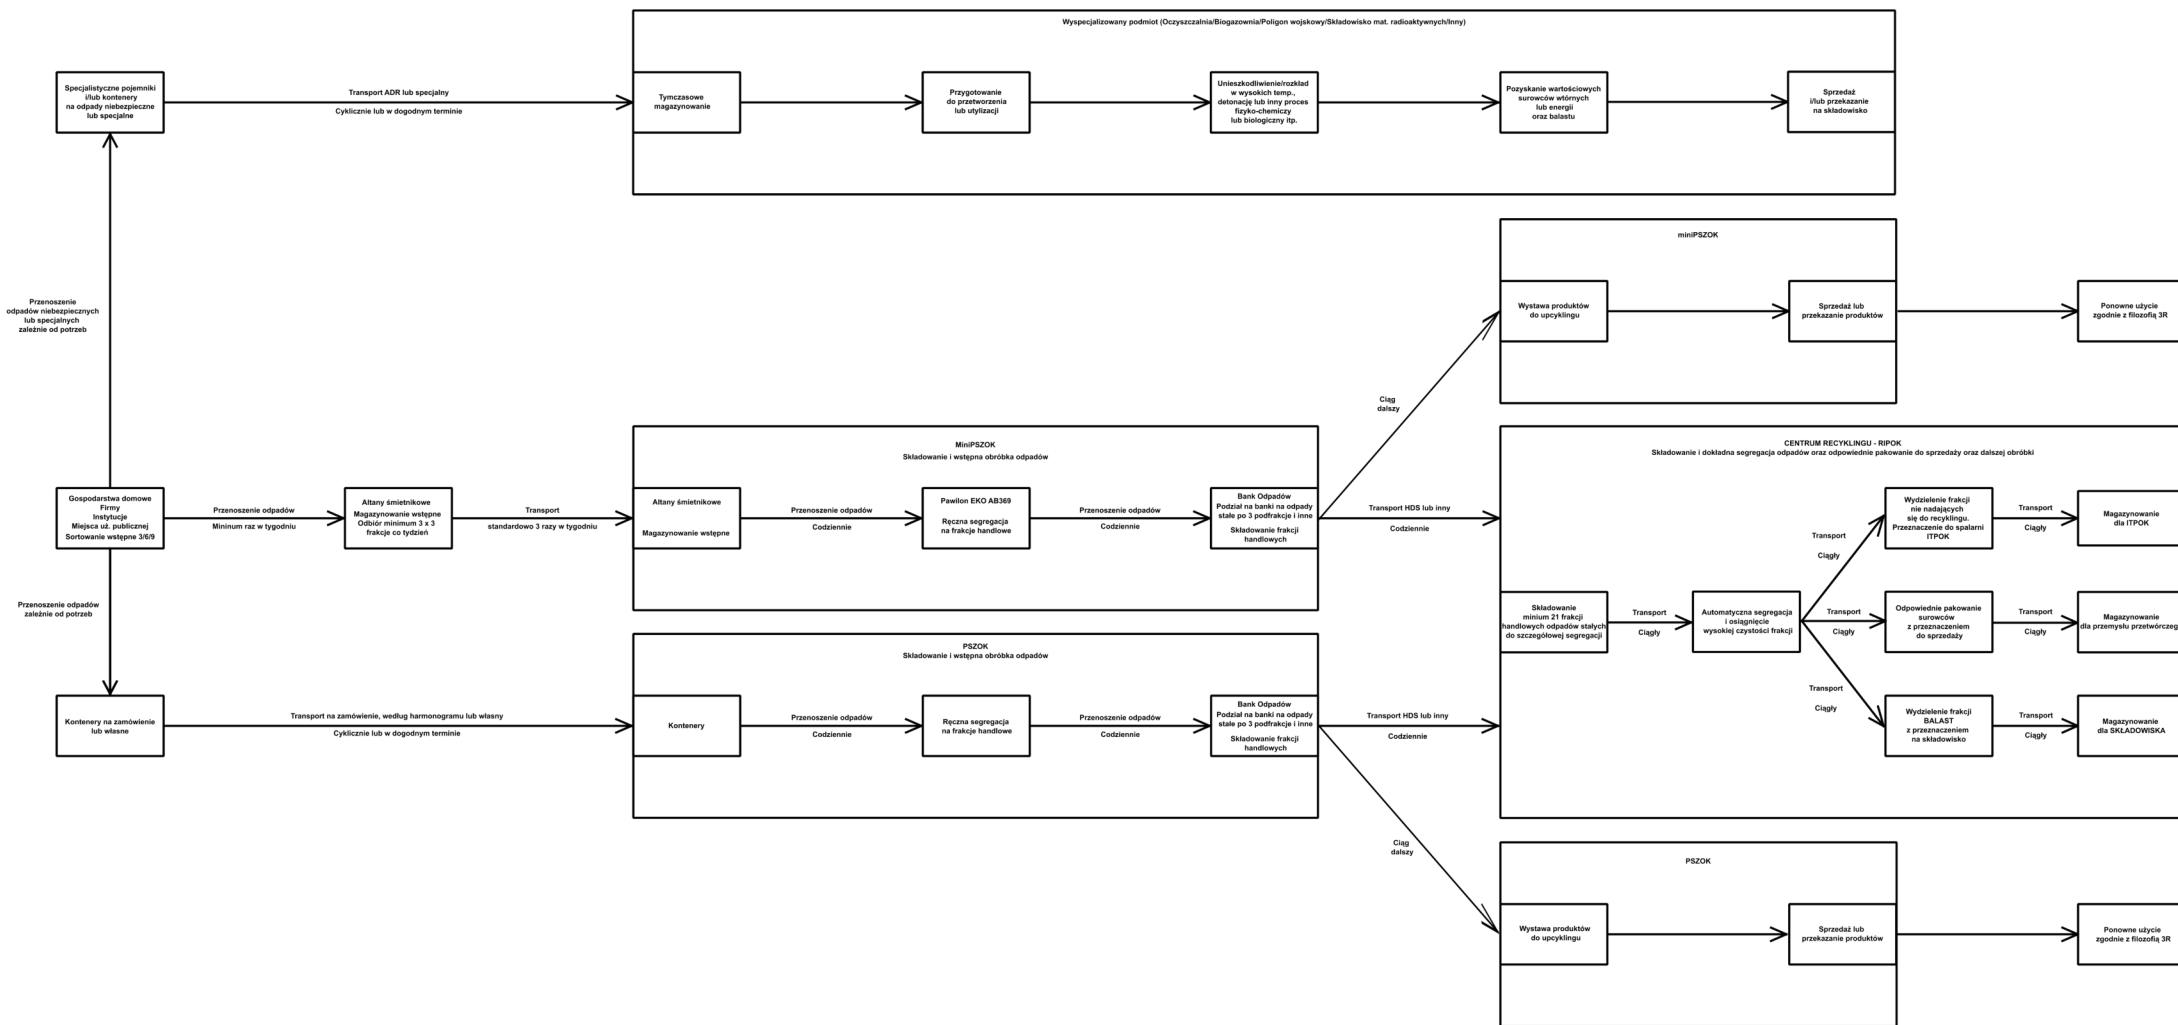 Wyspecjalizowany podmiot (Oczyszczalnia/Biogazownia/Poligon wojskowy/Składowisko mat. radioaktywnych/Inny)
Specjalistyczne pojemniki
i/lub kontenery
na odpady niebezpieczne
lub specjalne
Transport ADR lub specjalny
Cyklicznie lub w dogodnym terminie
Tymczasowe
magazynowanie
Przygotowanie
do przetworzenia
lub utylizacji
Unieszkodliwienie/rozkład
w wysokich temp.,
detonację lub inny proces
fizyko-chemiczy
lub biologiczny itp.
Pozyskanie wartościowych
surowców wtórnych
lub energii
oraz balastu
Sprzedaż
i/lub przekazanie
na składowisko
Przenoszenie
odpadów niebezpiecznych
lub specjalnych
zależnie od potrzeb
miniPSZOK
Wystawa produktów
do upcyklingu
Sprzedaż lub
przekazanie produktów
Ponowne użycie
zgodnie z filozofią 3R
Ciąg
dalszy
Gospodarstwa domowe
Firmy
Instytucje
Miejsca uż. publicznej
Sortowanie wstępne 3/6/9
Przenoszenie odpadów
Mininum raz w tygodniu
Altany śmietnikowe
Magazynowanie wstępne
Odbiór minimum 3 x 3
frakcje co tydzień
Transport
standardowo 3 razy w tygodniu
MiniPSZOK
Składowanie i wstępna obróbka odpadów
Altany śmietnikowe
Magazynowanie wstępne
Przenoszenie odpadów
Codziennie
Pawilon EKO AB369
Ręczna segregacja
na frakcje handlowe
Przenoszenie odpadów
Codziennie
Bank Odpadów
Podział na banki na odpady
stałe po 3 podfrakcje i inne
Składowanie frakcji
handlowych
Transport HDS lub inny
Codziennie
CENTRUM RECYKLINGU - RIPOK
Składowanie i dokładna segregacja odpadów oraz odpowiednie pakowanie do sprzedaży oraz dalszej obróbki
Składowanie
minium 21 frakcji
handlowych odpadów stałych
do szczegółowej segregacji
Transport
Ciągły
Automatyczna segregacja
i osiągnięcie
wysokiej czystości frakcji
Transport
Ciągły
Wydzielenie frakcji
nie nadających
się do recyklingu.
Przeznaczenie do spalarni
ITPOK
Transport
Ciągły
Magazynowanie
dla ITPOK
Transport
Ciągły
Odpowiednie pakowanie
surowców
z przeznaczeniem
do sprzedaży
Transport
Ciągły
Magazynowanie
dla przemysłu przetwórczeg
Transport
Ciągły
Wydzielenie frakcji
BALAST
z przeznaczeniem
na składowisko
Transport
Ciągły
Magazynowanie
dla SKŁADOWISKA
Przenoszenie odpadów
zależnie od potrzeb
Kontenery na zamówienie
lub własne
Transport na zamówienie, według harmonogramu lub własny
Cyklicznie lub w dogodnym terminie
PSZOK
Składowanie i wstępna obróbka odpadów
Kontenery
Przenoszenie odpadów
Codziennie
Ręczna segregacja
na frakcje handlowe
Przenoszenie odpadów
Codziennie
Bank Odpadów
Podział na banki na odpady
stałe po 3 podfrakcje i inne
Składowanie frakcji
handlowych
Transport HDS lub inny
Codziennie
Ciąg
dalszy
PSZOK
Wystawa produktów
do upcyklingu
Sprzedaż lub
przekazanie produktów
Ponowne użycie
zgodnie z filozofią 3R